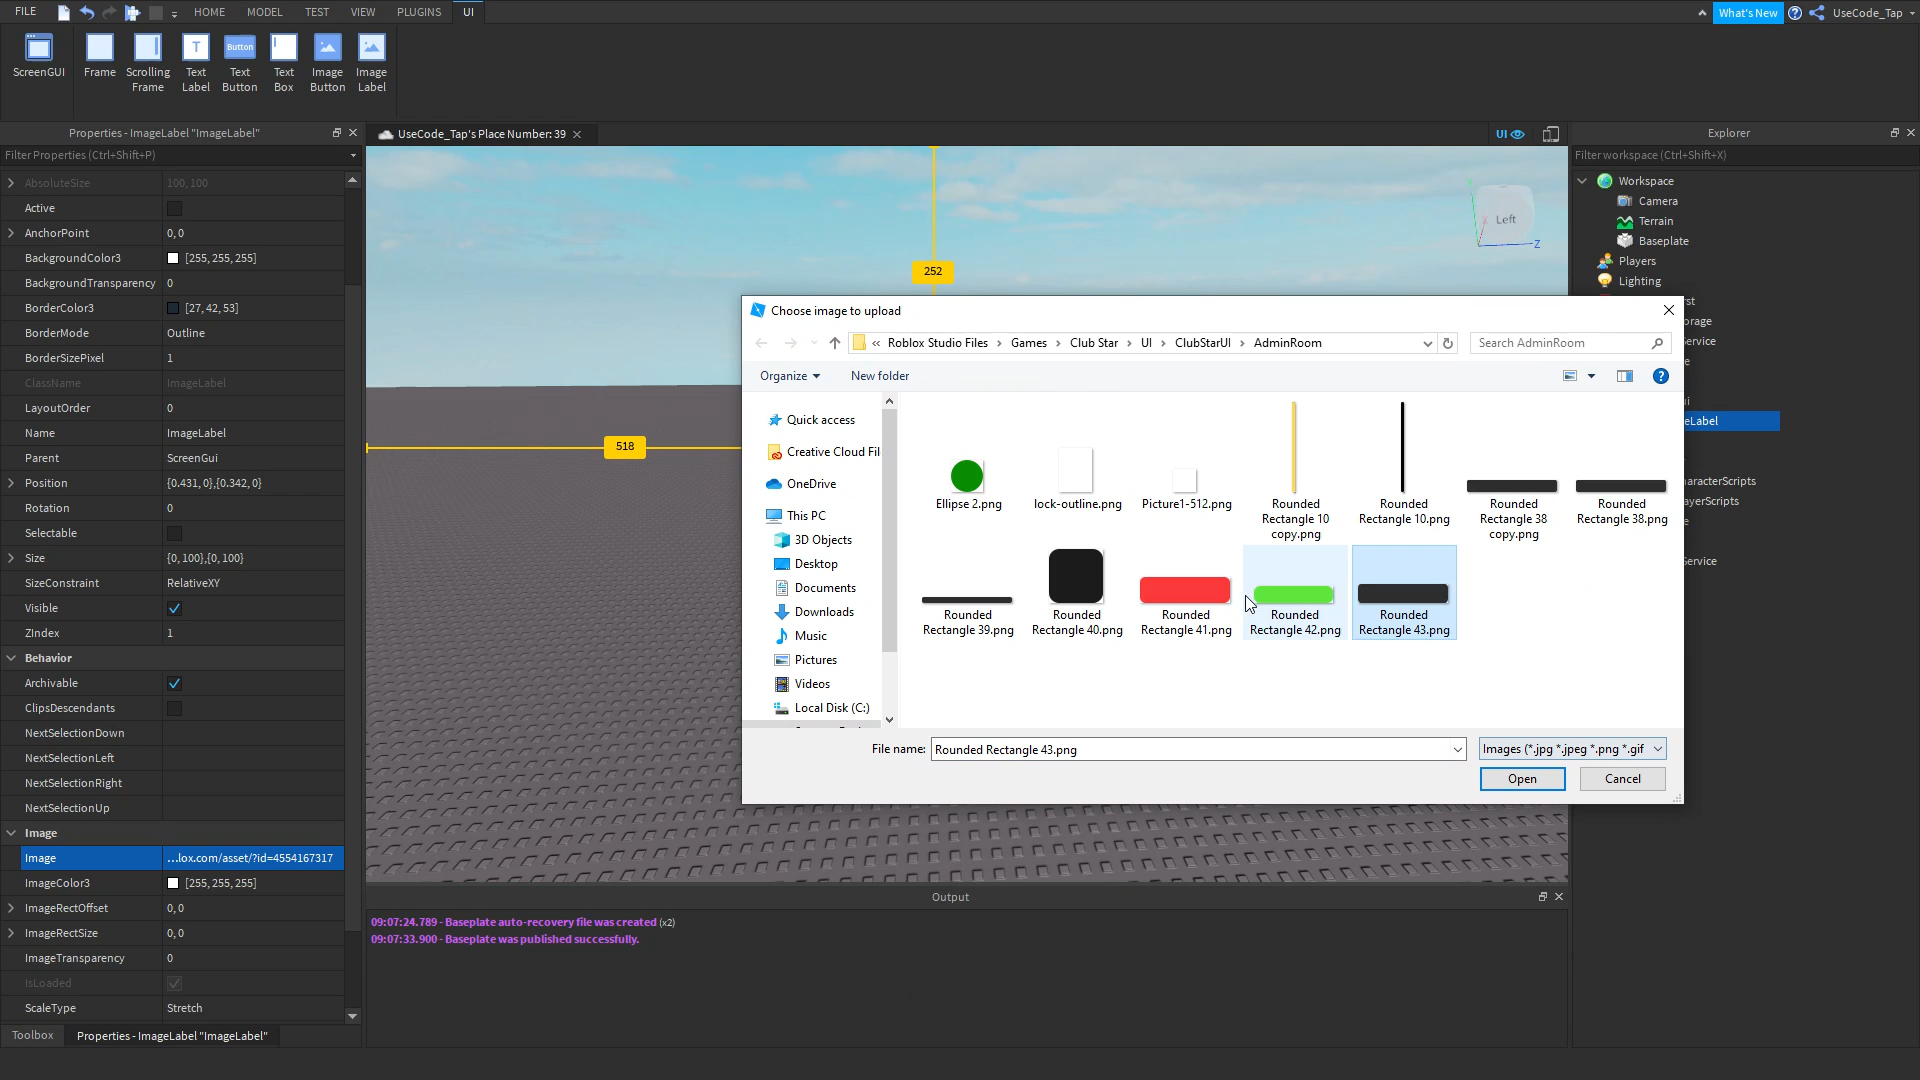 FILE
HOME
MODEL
TEST
VIEW
PLUGINS
UI
What's New
UseCode_Tap
ScreenGUI
Frame
Scrolling
Frame
Text
Label
Button
Text
Button
Text
Box
Image
Button
Image
Label
Properties - ImageLabel "ImageLabel"
Filter Properties (Ctrl+Shift+P)
AbsoluteSize 100, 100
Active
AnchorPoint 0, 0
BackgroundColor3 [255, 255, 255]
BackgroundTransparency 0
BorderColor3 [27, 42, 53]
BorderMode Outline
BorderSizePixel 1
ClassName ImageLabel
LayoutOrder 0
Name ImageLabel
Parent ScreenGui
Position {0.431, 0},{0.342, 0}
Rotation 0
Selectable
Size {0, 100},{0, 100}
SizeConstraint RelativeXY
Visible
ZIndex 1
Behavior
Archivable
ClipsDescendants
NextSelectionDown
NextSelectionLeft
NextSelectionRight
NextSelectionUp
Image
Image ...lox.com/asset/?id=4554167317
ImageColor3 [255, 255, 255]
ImageRectOffset 0, 0
ImageRectSize 0, 0
ImageTransparency 0
IsLoaded
ScaleType Stretch
Toolbox
Properties - ImageLabel "ImageLabel"
UseCode_Tap's Place Number: 39
UI
252
518
Left
Z
Choose image to upload
« Roblox Studio Files › Games › Club Star › UI › ClubStarUI › AdminRoom
Search AdminRoom
Organize
New folder
Quick access
Creative Cloud Fil
OneDrive
This PC
3D Objects
Desktop
Documents
Downloads
Music
Pictures
Videos
Local Disk (C:)
Ellipse 2.png
lock-outline.png
Picture1-512.png
Rounded
Rectangle 10
copy.png
Rounded
Rectangle 10.png
Rounded
Rectangle 38
copy.png
Rounded
Rectangle 38.png
Rounded
Rectangle 39.png
Rounded
Rectangle 40.png
Rounded
Rectangle 41.png
Rounded
Rectangle 42.png
Rounded
Rectangle 43.png
File name: Rounded Rectangle 43.png
Images (*.jpg *.jpeg *.png *.gif
Open
Cancel
Output
09:07:24.789 - Baseplate auto-recovery file was created (x2)
09:07:33.900 - Baseplate was published successfully.
Explorer
Filter workspace (Ctrl+Shift+X)
Workspace
Camera
Terrain
Baseplate
Players
Lighting
rst
orage
Service
e
ui
eLabel
haracterScripts
ayerScripts
e
Service